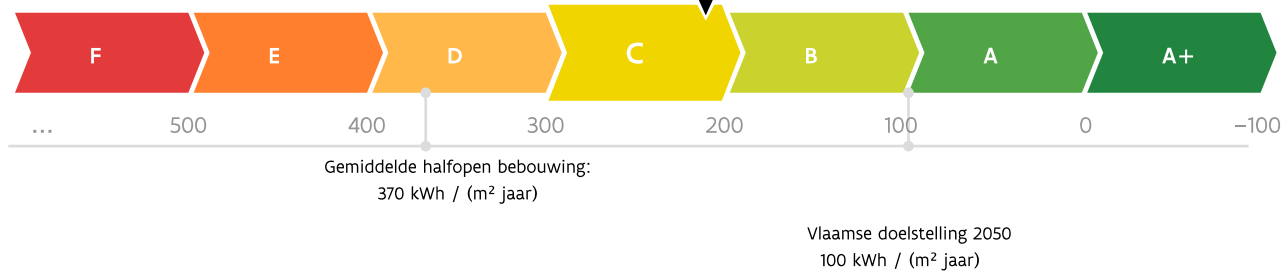 F E D C B A A+
... 500 400 300 200 100 0 –100
Gemiddelde halfopen bebouwing:
370 kWh / (m² jaar)
Vlaamse doelstelling 2050
100 kWh / (m² jaar)